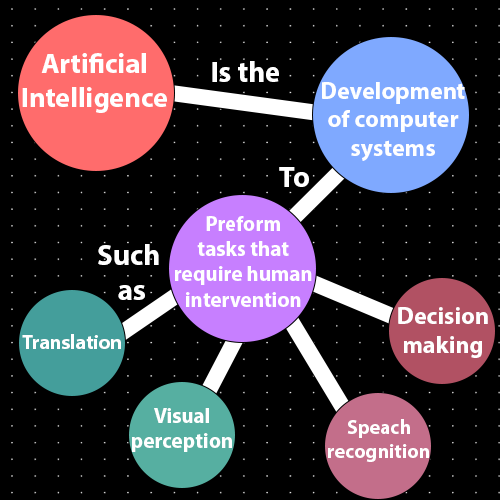 Artificial
Intelligence
Is the
Development
of computer
systems
To
Preform
tasks that
require human
intervention
Such
as
Translation
Visual
perception
Speach
recognition
Decision
making